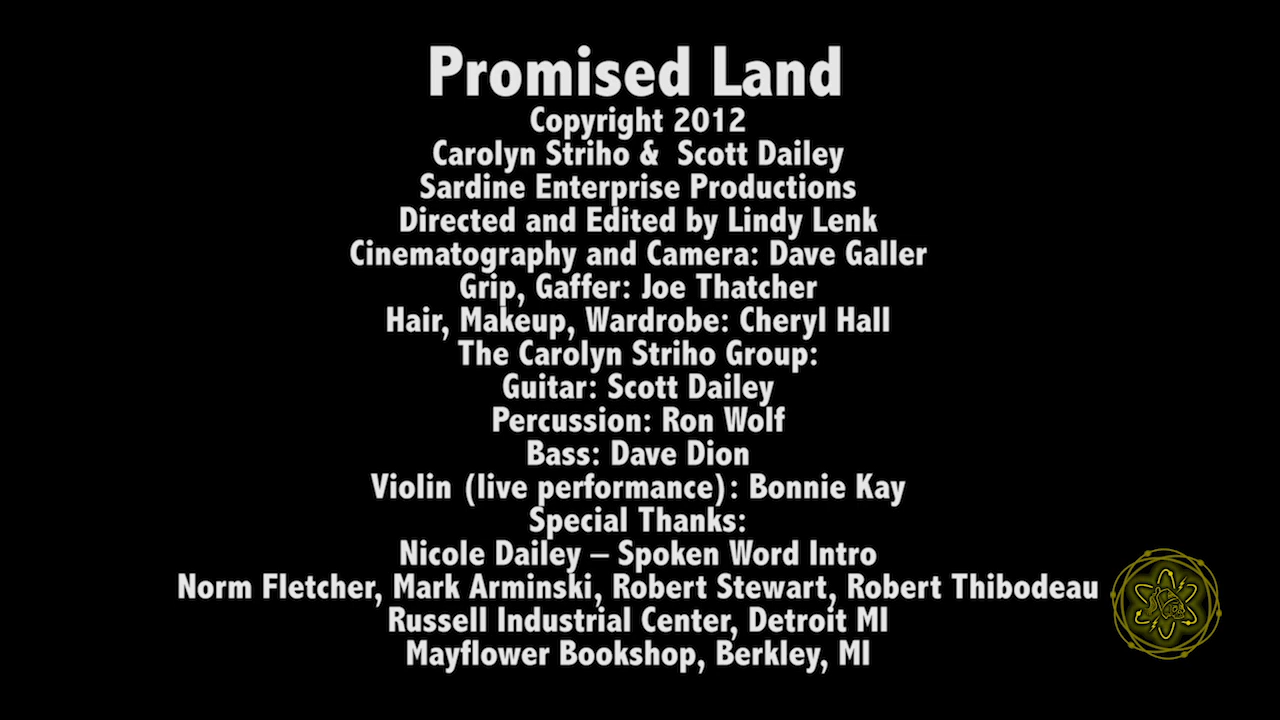 Promised Land
Copyright 2012
Carolyn Striho &  Scott Dailey
Sardine Enterprise Productions
Directed and Edited by Lindy Lenk
Cinematography and Camera: Dave Galler
Grip, Gaffer: Joe Thatcher
Hair, Makeup, Wardrobe: Cheryl Hall
The Carolyn Striho Group:
Guitar: Scott Dailey
Percussion: Ron Wolf
Bass: Dave Dion
Violin (live performance): Bonnie Kay
Special Thanks:
Nicole Dailey – Spoken Word Intro
Norm Fletcher, Mark Arminski, Robert Stewart, Robert Thibodeau
Russell Industrial Center, Detroit MI
Mayflower Bookshop, Berkley, MI